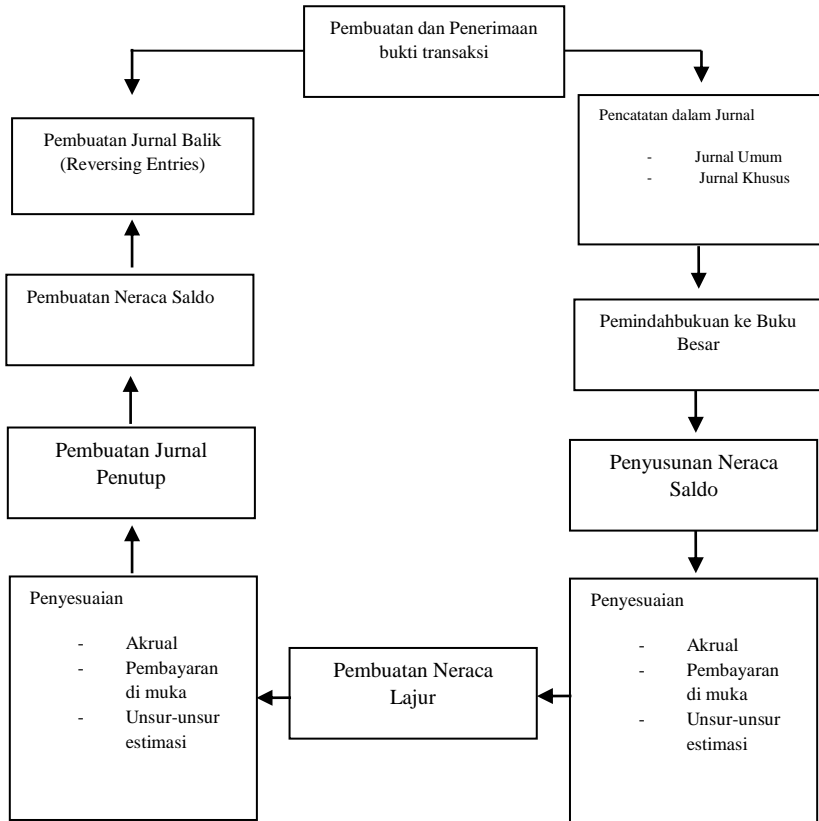 Pembuatan dan Penerimaan
bukti transaksi
Pencatatan dalam Jurnal
- Jurnal Umum
- Jurnal Khusus
Pemindahbukuan ke Buku
Besar
Penyusunan Neraca
Saldo
Penyesuaian
- Akrual
- Pembayaran
di muka
- Unsur-unsur
estimasi
Pembuatan Neraca
Lajur
Penyesuaian
- Akrual
- Pembayaran
di muka
- Unsur-unsur
estimasi
Pembuatan Jurnal
Penutup
Pembuatan Neraca Saldo
Pembuatan Jurnal Balik
(Reversing Entries)